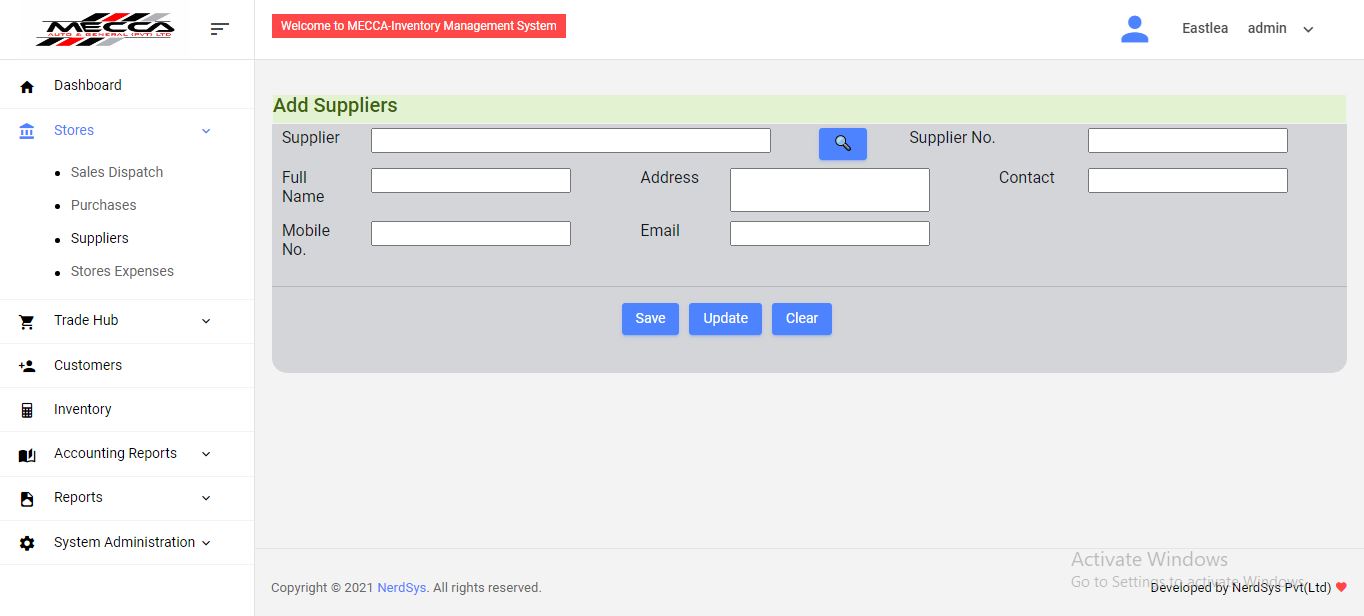 MECCA
AUTO & GENERAL (PVT) LTD
Welcome to MECCA-Inventory Management System
Eastlea admin
Dashboard
Stores
Sales Dispatch
Purchases
Suppliers
Stores Expenses
Trade Hub
Customers
Inventory
Accounting Reports
Reports
System Administration
Add Suppliers
Supplier
Supplier No.
Full
Name
Address
Contact
Mobile
No.
Email
Save Update Clear
Activate Windows
Go to Settings to activate Windows.
Copyright © 2021 NerdSys. All rights reserved.
Developed by NerdSys Pvt(Ltd)